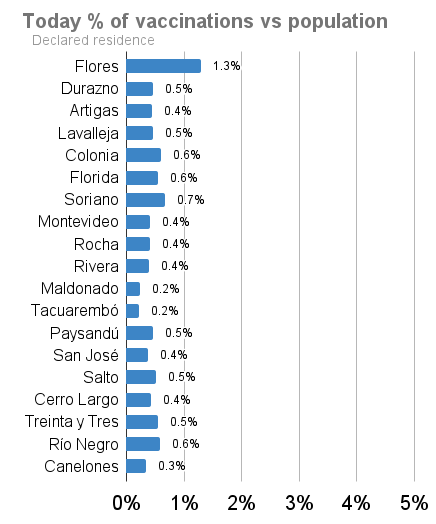 Today % of vaccinations vs population
Declared residence
Flores 1.3%
Durazno 0.5%
Artigas 0.4%
Lavalleja 0.5%
Colonia 0.6%
Florida 0.6%
Soriano 0.7%
Montevideo 0.4%
Rocha 0.4%
Rivera 0.4%
Maldonado 0.2%
Tacuarembó 0.2%
Paysandú 0.5%
San José 0.4%
Salto 0.5%
Cerro Largo 0.4%
Treinta y Tres 0.5%
Río Negro 0.6%
Canelones 0.3%
0% 1% 2% 3% 4% 5%